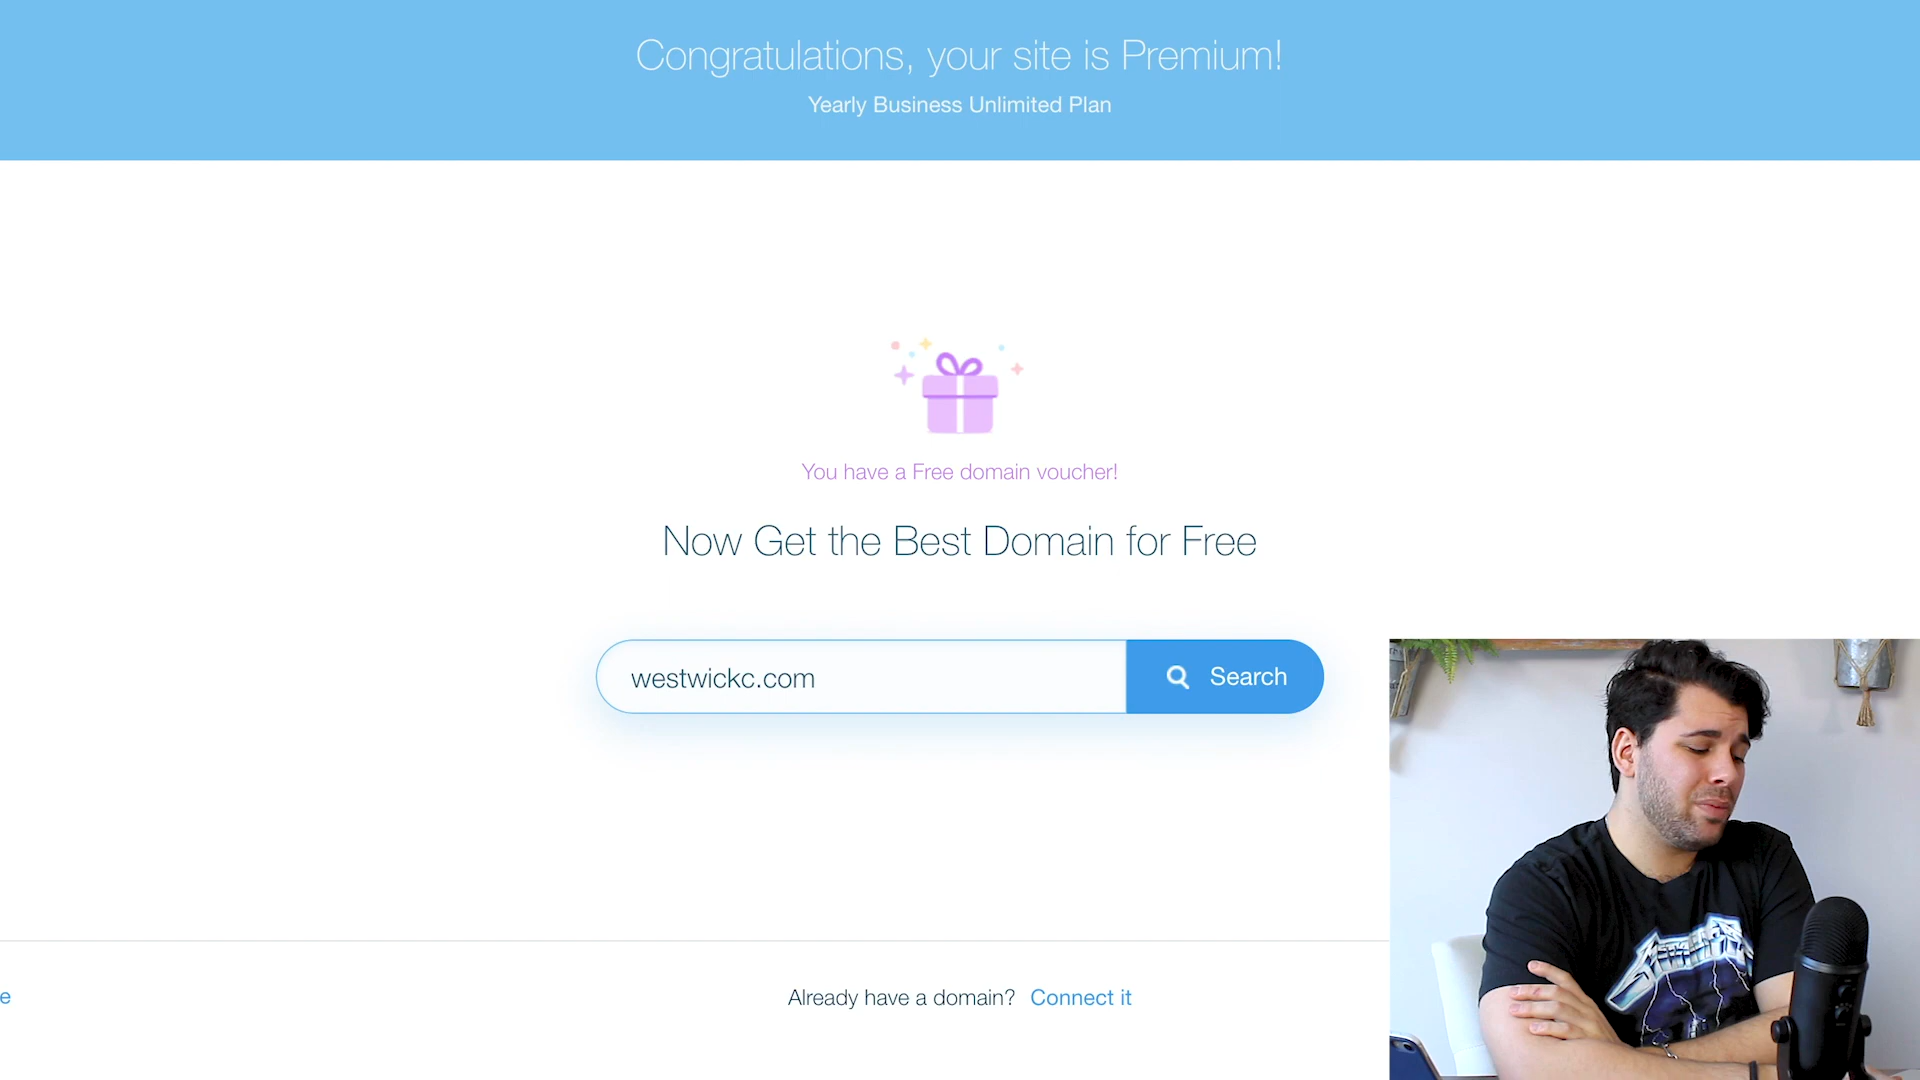 Congratulations, your site is Premium!
Yearly Business Unlimited Plan
You have a Free domain voucher!
Now Get the Best Domain for Free
westwickc.com
Search
e
Already have a domain? Connect it
METALLICA